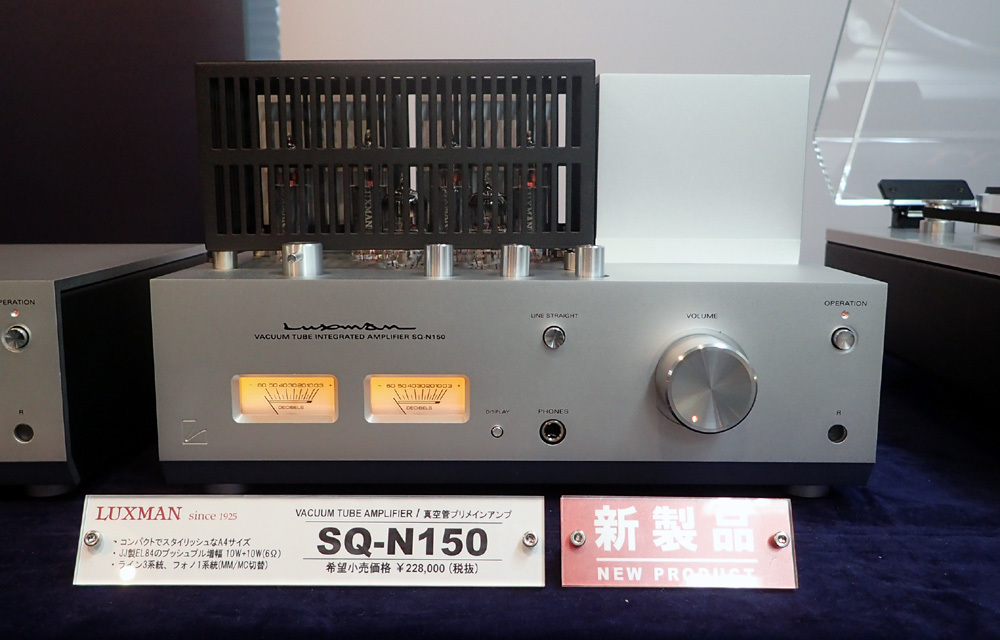 LUXMAN
LUXMAN
OPERATION
R
Luxman
VACUUM TUBE INTEGRATED AMPLIFIER SQ-N150
DECIBELS
DECIBELS
LINE STRAIGHT
VOLUME
OPERATION
DISPLAY
PHONES
R
LUXMAN since 1925
・コンパクトでスタイリッシュなA4サイズ
・JJ製EL84のプッシュプル増幅 10W+10W(6Ω)
・ライン3系統、フォノ1系統(MM/MC切替)
VACUUM TUBE AMPLIFIER / 真空管プリメインアンプ
SQ-N150
希望小売価格 ¥228,000 (税抜)
新製品
NEW PRODUCT